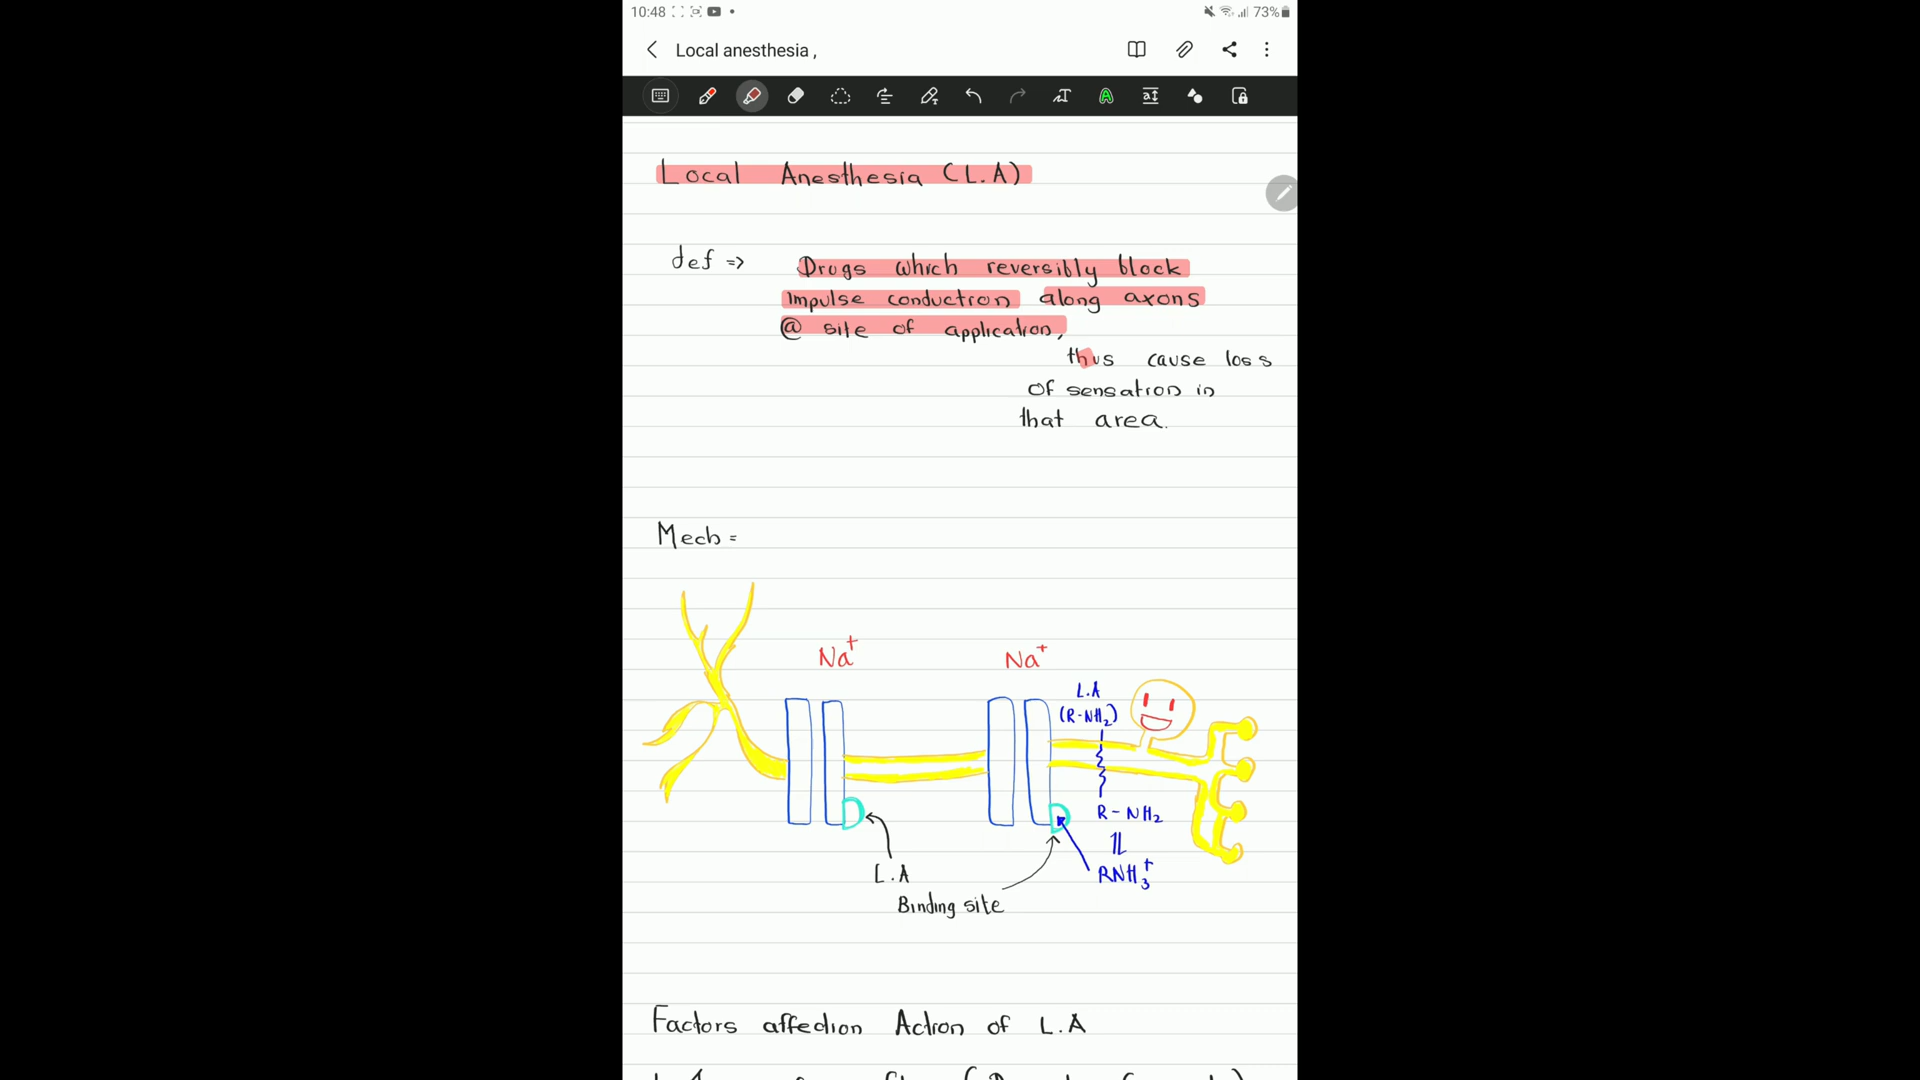 10:48
73%
Local anesthesia ,
Local Anesthesia (L.A)
def => Drugs which reversibly block
impulse conduction along axons
@ site of application,
thus cause loss
of sensation in
that area.
Mech =
Na+ Na+
L.A
(R-NH2)
R - NH2
⇌
RNH3+
L.A
Binding site
Factors affection Action of L.A